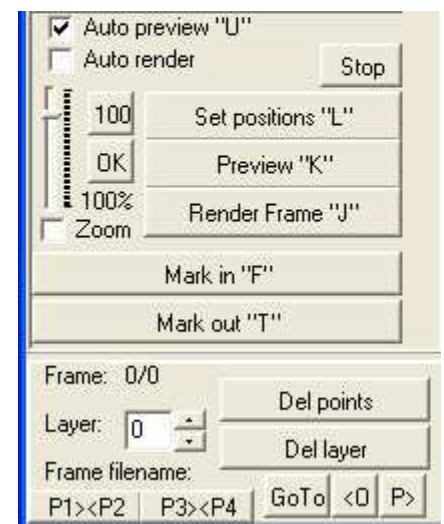 Auto preview "U"
Auto render
Stop
100
Set positions "L"
OK
Preview "K"
100%
Render Frame "J"
Zoom
Mark in "F"
Mark out "T"
Frame: 0/0
Del points
Layer: 0
Del layer
Frame filename:
P1><P2 P3><P4 GoTo <0 P>